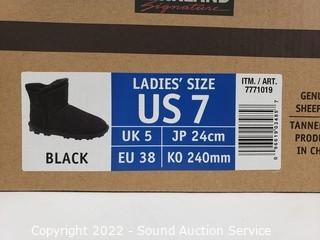 Signature
LADIES' SIZE
US 7
UK 5 JP 24cm
EU 38 KO 240mm
BLACK
ITM. / ART.
7771019
GENU
SHEEP
TANNE
PRODU
IN CH
Copyright ©2022 - Sound Auction Service